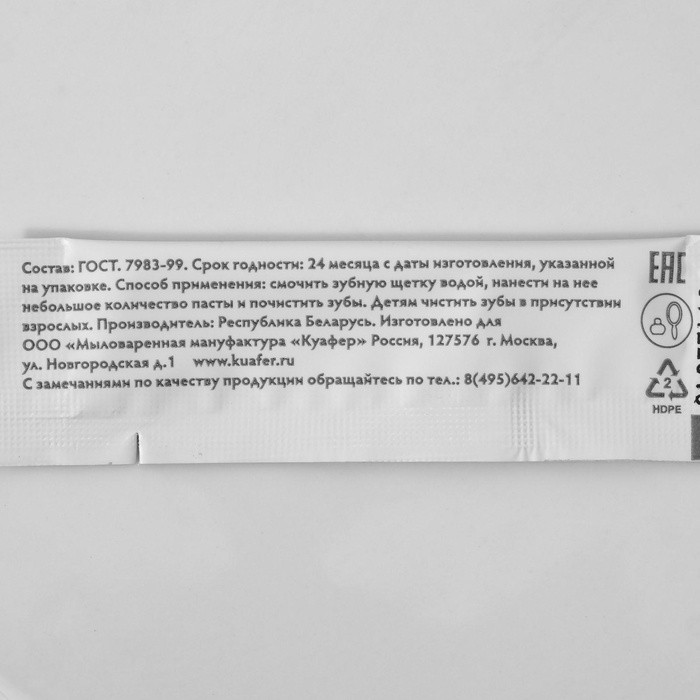 Состав: ГОСТ. 7983-99. Срок годности: 24 месяца с даты изготовления, указанной
на упаковке. Способ применения: смочить зубную щетку водой, нанести на нее
небольшое количество пасты и почистить зубы. Детям чистить зубы в присутствии
взрослых. Производитель: Республика Беларусь. Изготовлено для
ООО «Мыловаренная мануфактура «Куафер» Россия, 127576 г. Москва,
ул. Новгородская д.1 www.kuafer.ru
С замечаниями по качеству продукции обращайтесь по тел.: 8(495)642-22-11
EAC
2
HDPE